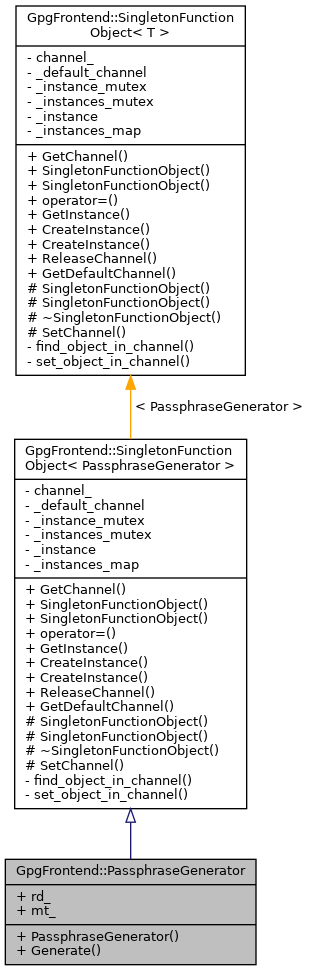 GpgFrontend::SingletonFunction
Object< T >
- channel_
- _default_channel
- _instance_mutex
- _instances_mutex
- _instance
- _instances_map
+ GetChannel()
+ SingletonFunctionObject()
+ SingletonFunctionObject()
+ operator=()
+ GetInstance()
+ CreateInstance()
+ CreateInstance()
+ ReleaseChannel()
+ GetDefaultChannel()
# SingletonFunctionObject()
# SingletonFunctionObject()
# ~SingletonFunctionObject()
# SetChannel()
- find_object_in_channel()
- set_object_in_channel()
< PassphraseGenerator >
GpgFrontend::SingletonFunction
Object< PassphraseGenerator >
- channel_
- _default_channel
- _instance_mutex
- _instances_mutex
- _instance
- _instances_map
+ GetChannel()
+ SingletonFunctionObject()
+ SingletonFunctionObject()
+ operator=()
+ GetInstance()
+ CreateInstance()
+ CreateInstance()
+ ReleaseChannel()
+ GetDefaultChannel()
# SingletonFunctionObject()
# SingletonFunctionObject()
# ~SingletonFunctionObject()
# SetChannel()
- find_object_in_channel()
- set_object_in_channel()
GpgFrontend::PassphraseGenerator
+ rd_
+ mt_
+ PassphraseGenerator()
+ Generate()